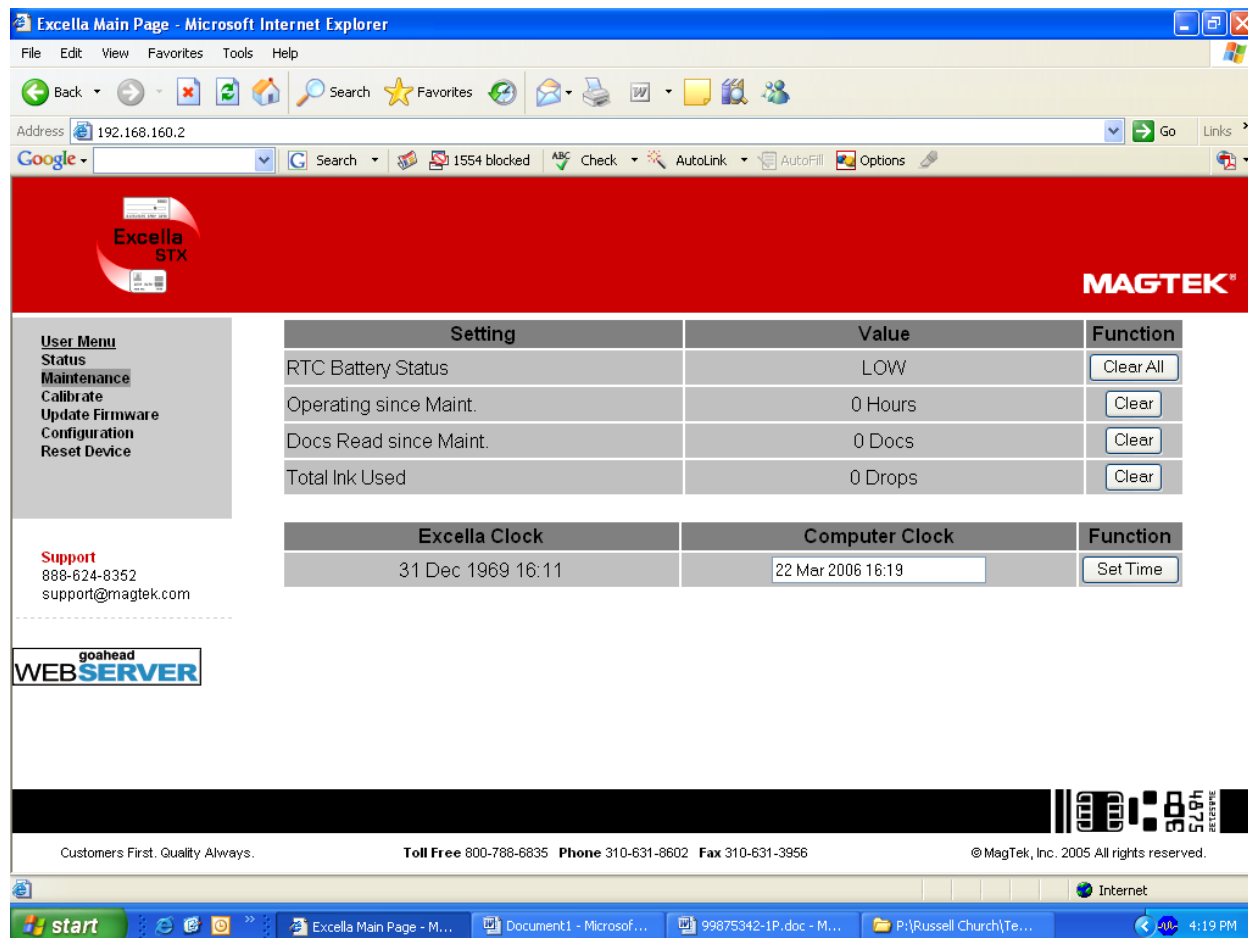 Excella Main Page - Microsoft Internet Explorer
File Edit View Favorites Tools Help
Back Search Favorites
Address 192.168.160.2 Go Links
Google Search 1554 blocked ABC Check AutoLink AutoFill Options
Excella
STX
MAGTEK®
User Menu
Status
Maintenance
Calibrate
Update Firmware
Configuration
Reset Device
Setting Value Function
RTC Battery Status LOW Clear All
Operating since Maint. 0 Hours Clear
Docs Read since Maint. 0 Docs Clear
Total Ink Used 0 Drops Clear
Excella Clock Computer Clock Function
31 Dec 1969 16:11 22 Mar 2006 16:19 Set Time
Support
888-624-8352
support@magtek.com
goahead
WEBSERVER
Customers First. Quality Always. Toll Free 800-788-6835 Phone 310-631-8602 Fax 310-631-3956 © MagTek, Inc. 2005 All rights reserved.
Internet
start Excella Main Page - M... Document1 - Microsof... 99875342-1P.doc - M... P:\Russell Church\Te... 4:19 PM